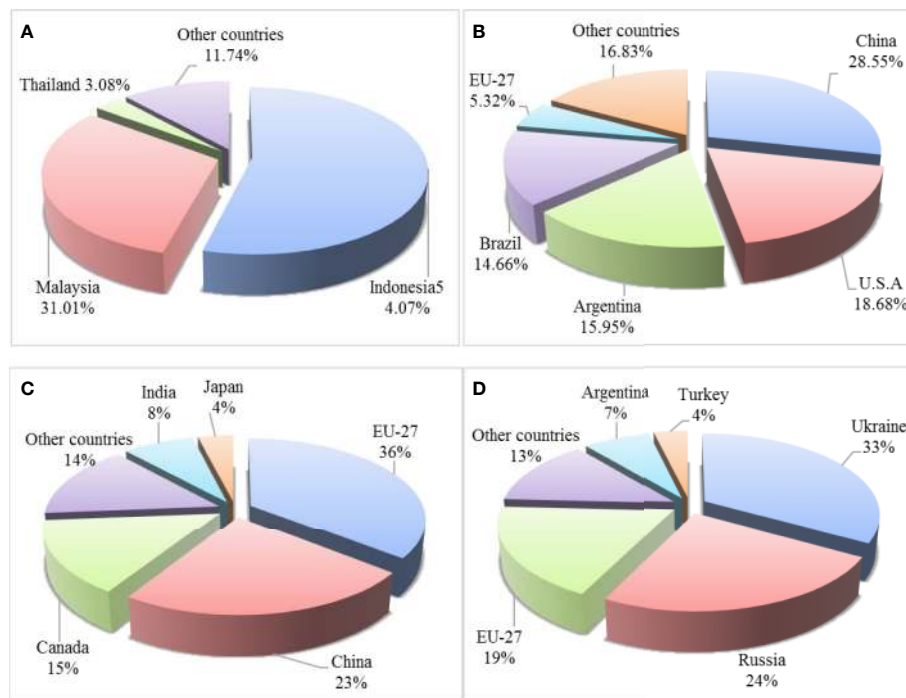 A
Other countries
11.74%
Thailand 3.08%
Malaysia
31.01%
Indonesia5
4.07%
B
Other countries
16.83%
China
28.55%
EU-27
5.32%
Brazil
14.66%
Argentina
15.95%
U.S.A
18.68%
C
India
8%
Japan
4%
EU-27
36%
Other countries
14%
Canada
15%
China
23%
D
Argentina
7%
Turkey
4%
Ukraine
33%
Other countries
13%
EU-27
19%
Russia
24%